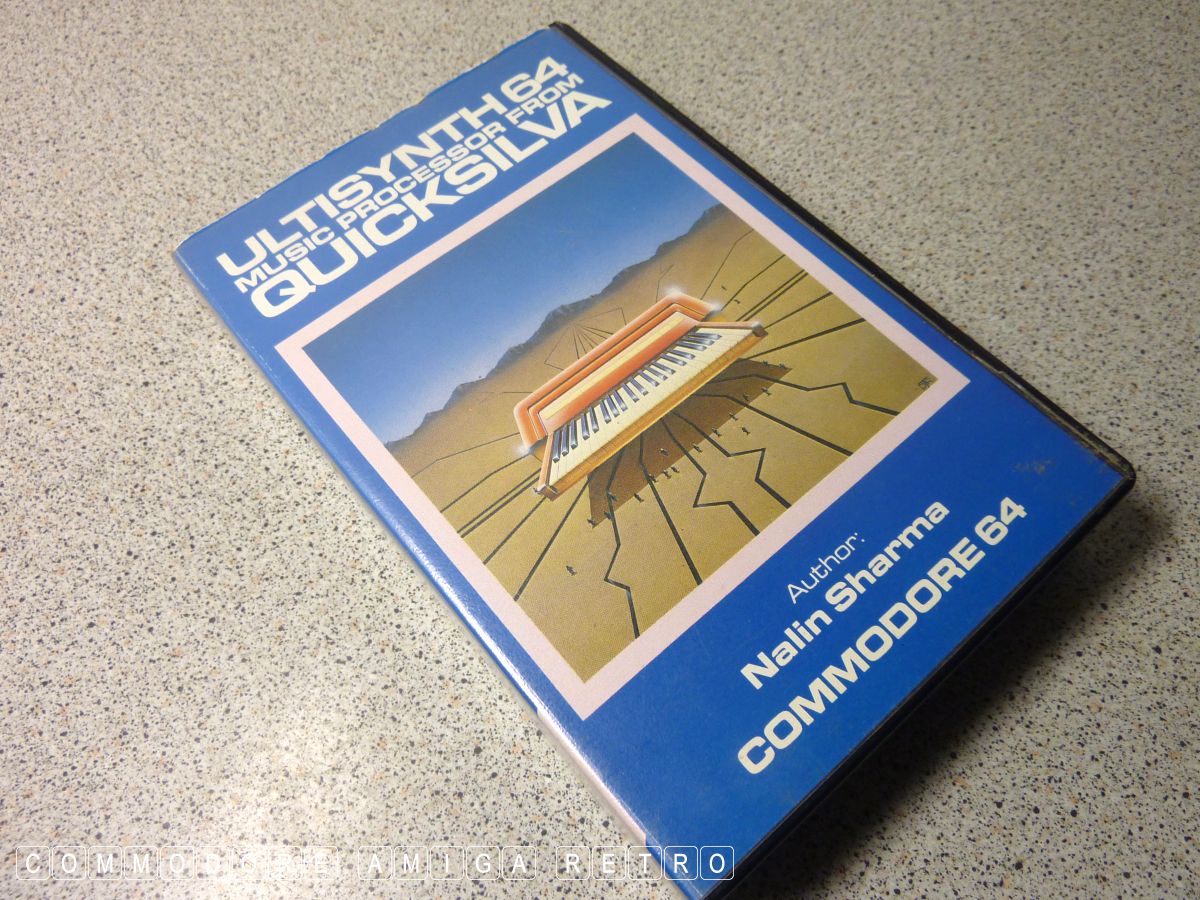 ULTISYNTH 64
MUSIC PROCESSOR FROM
QUICKSILVA
Author:
Nalin Sharma
COMMODORE 64
COMMODORE AMIGA RETRO